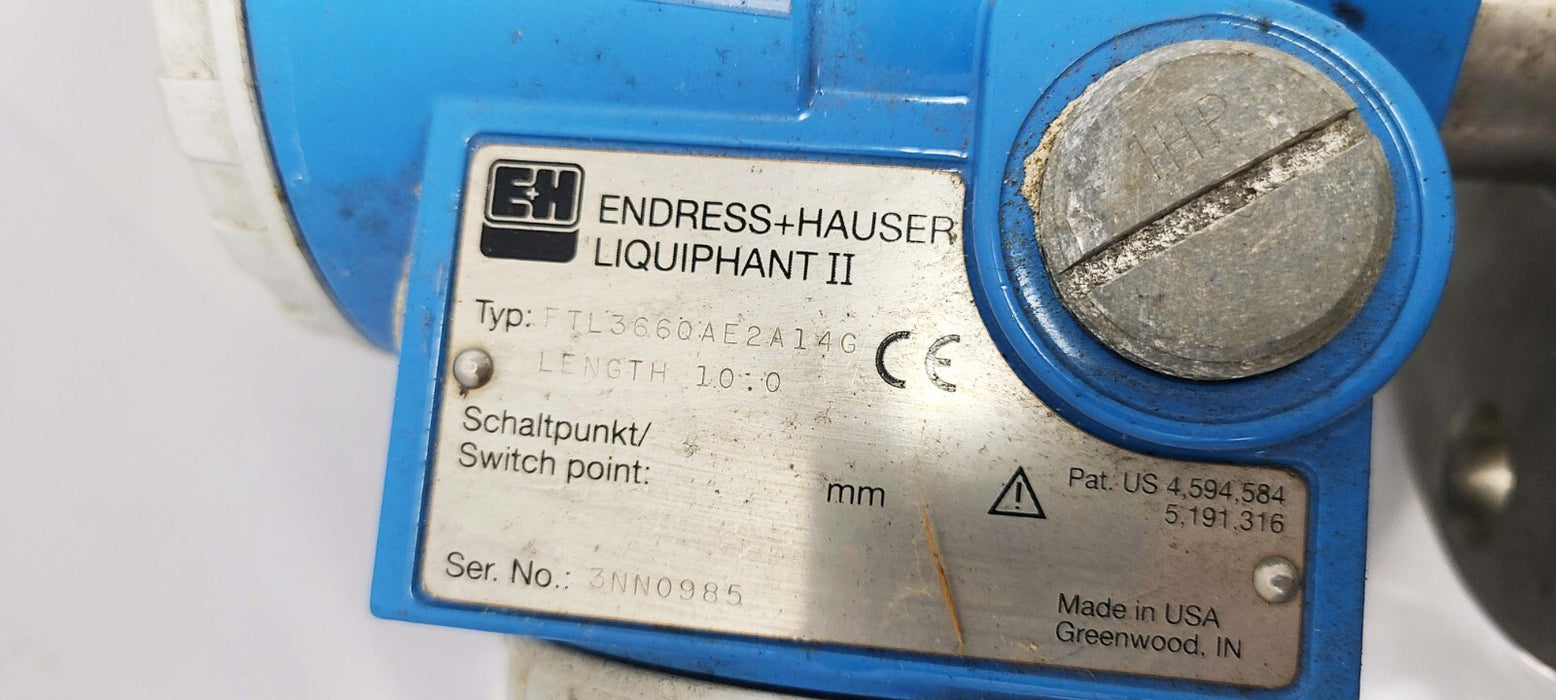 1HP
E+H
ENDRESS+HAUSER
LIQUIPHANT II
Typ: FTL366QAE2A14G
CE
LENGTH 10.0
Schaltpunkt/
Switch point:
mm
Pat. US 4,594,584
5,191,316
Ser. No.: 3NN0985
Made in USA
Greenwood, IN